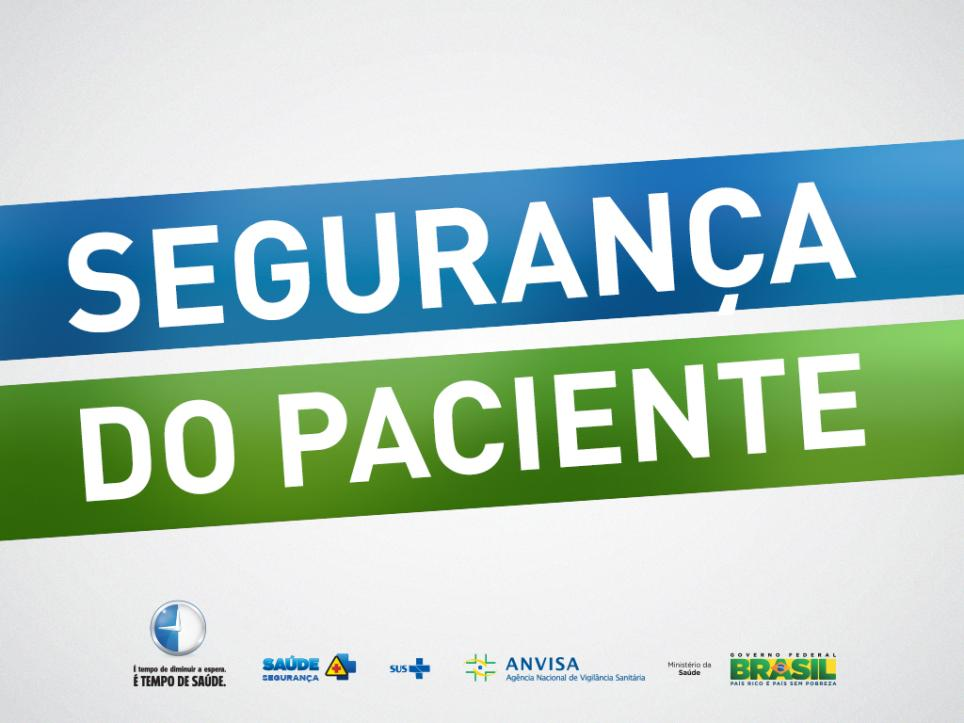 SEGURANÇA
DO PACIENTE
É tempo de diminuir a espera.
É TEMPO DE SAÚDE.
SAÚDE
SEGURANÇA
SUS
ANVISA
Agência Nacional de Vigilância Sanitária
Ministério da
Saúde
GOVERNO FEDERAL
BRASIL
PAÍS RICO É PAÍS SEM POBREZA